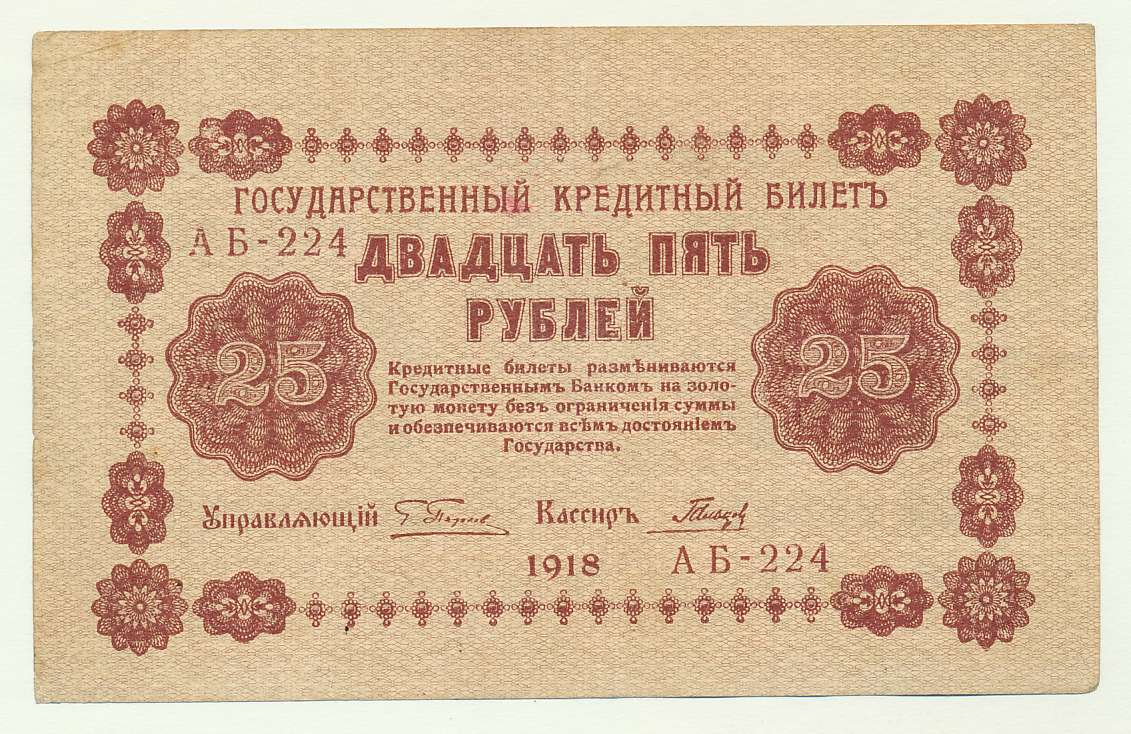 ГОСУДАРСТВЕННЫЙ КРЕДИТНЫЙ БИЛЕТЪ
АБ-224
ДВАДЦАТЬ ПЯТЬ
РУБЛЕЙ
25
25
Кредитные билеты размѣниваются
Государственнымъ Банкомъ на золо-
тую монету безъ ограниченія суммы
и обезпечиваются всѣмъ достояніемъ
Государства.
Управляющій
Кассиръ
1918
АБ-224